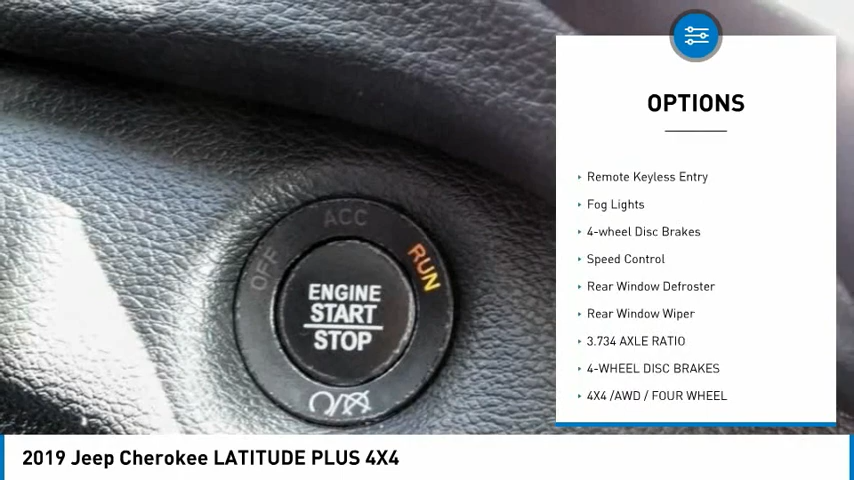 ACC
OFF
RUN
ENGINE
START
STOP
OPTIONS
Remote Keyless Entry
Fog Lights
4-wheel Disc Brakes
Speed Control
Rear Window Defroster
Rear Window Wiper
3.734 AXLE RATIO
4-WHEEL DISC BRAKES
4X4 /AWD / FOUR WHEEL
2019 Jeep Cherokee LATITUDE PLUS 4X4